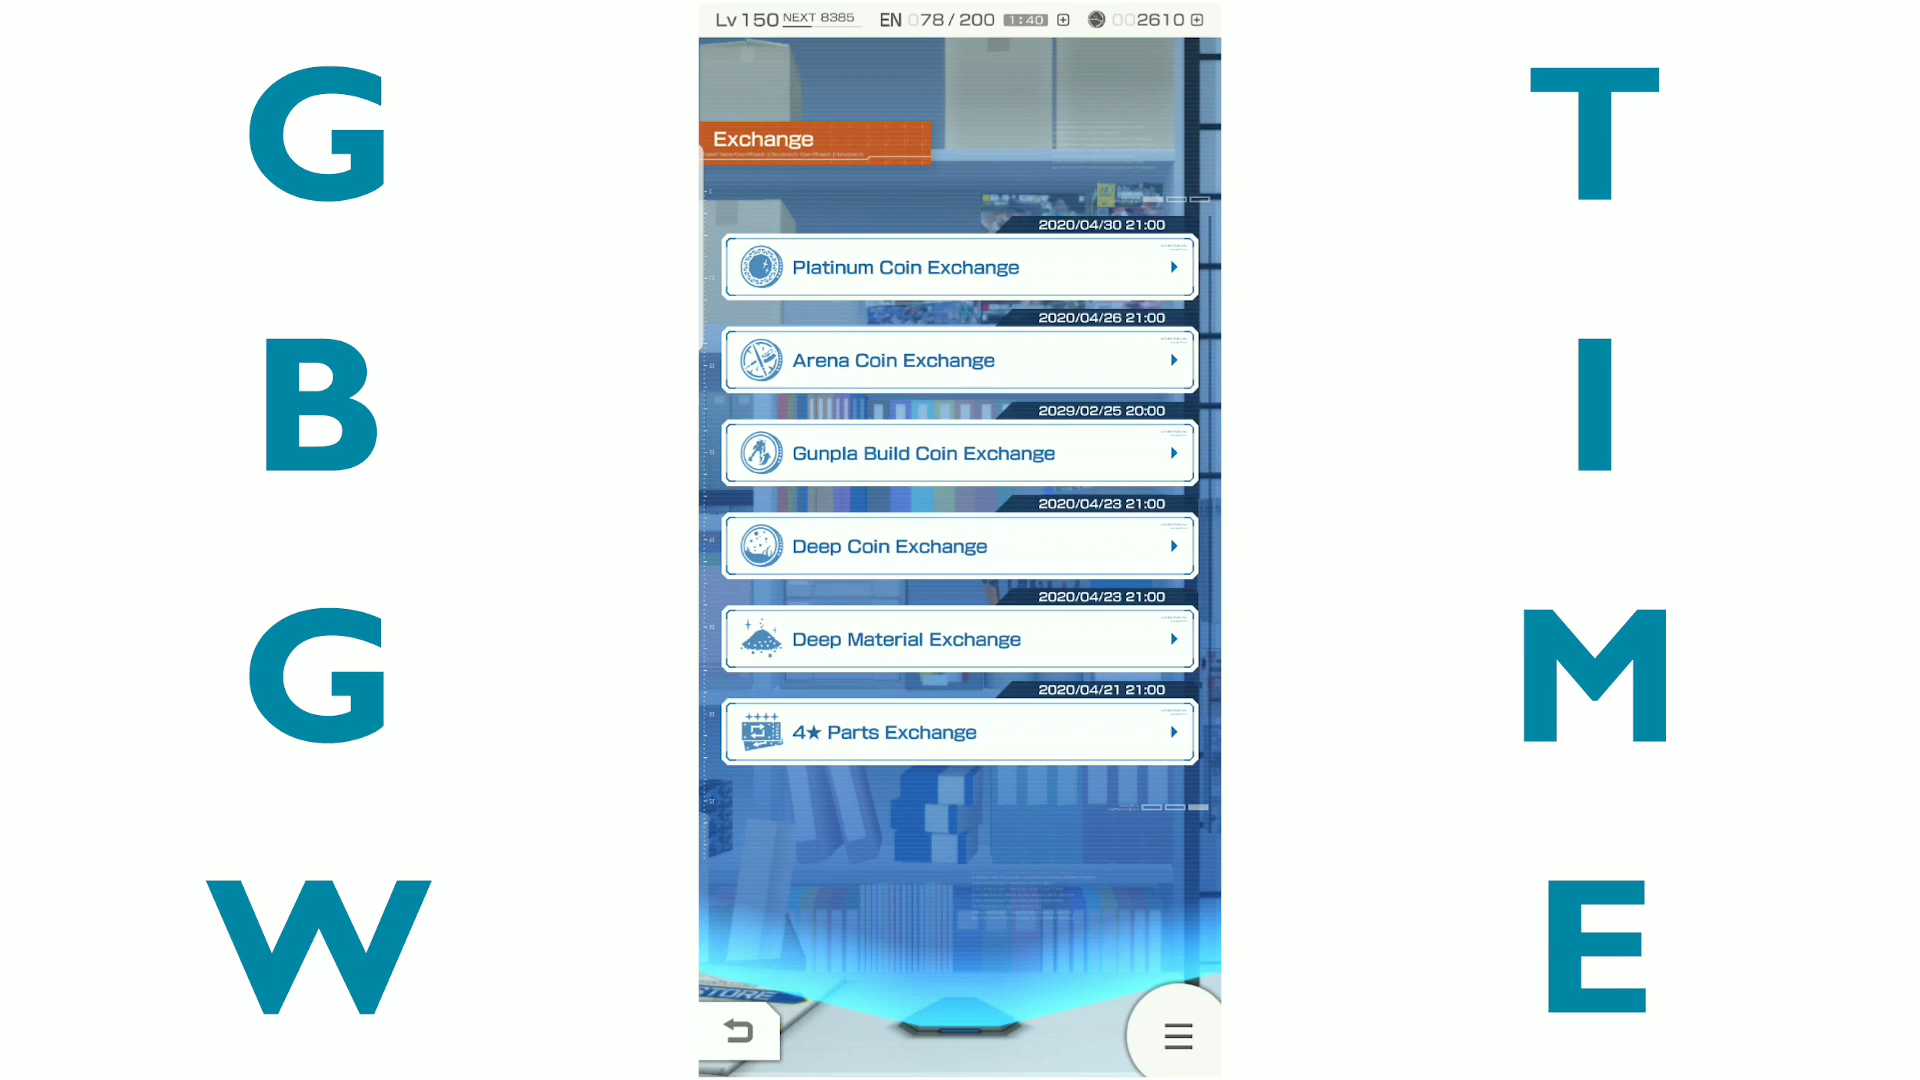 G
B
G
W
Lv 150 NEXT 8385 EN 078/200 1:40 002610
Exchange
2020/04/30 21:00
Platinum Coin Exchange
2020/04/26 21:00
Arena Coin Exchange
2029/02/25 20:00
Gunpla Build Coin Exchange
2020/04/23 21:00
Deep Coin Exchange
2020/04/23 21:00
Deep Material Exchange
2020/04/21 21:00
4★ Parts Exchange
STORE
T
I
M
E